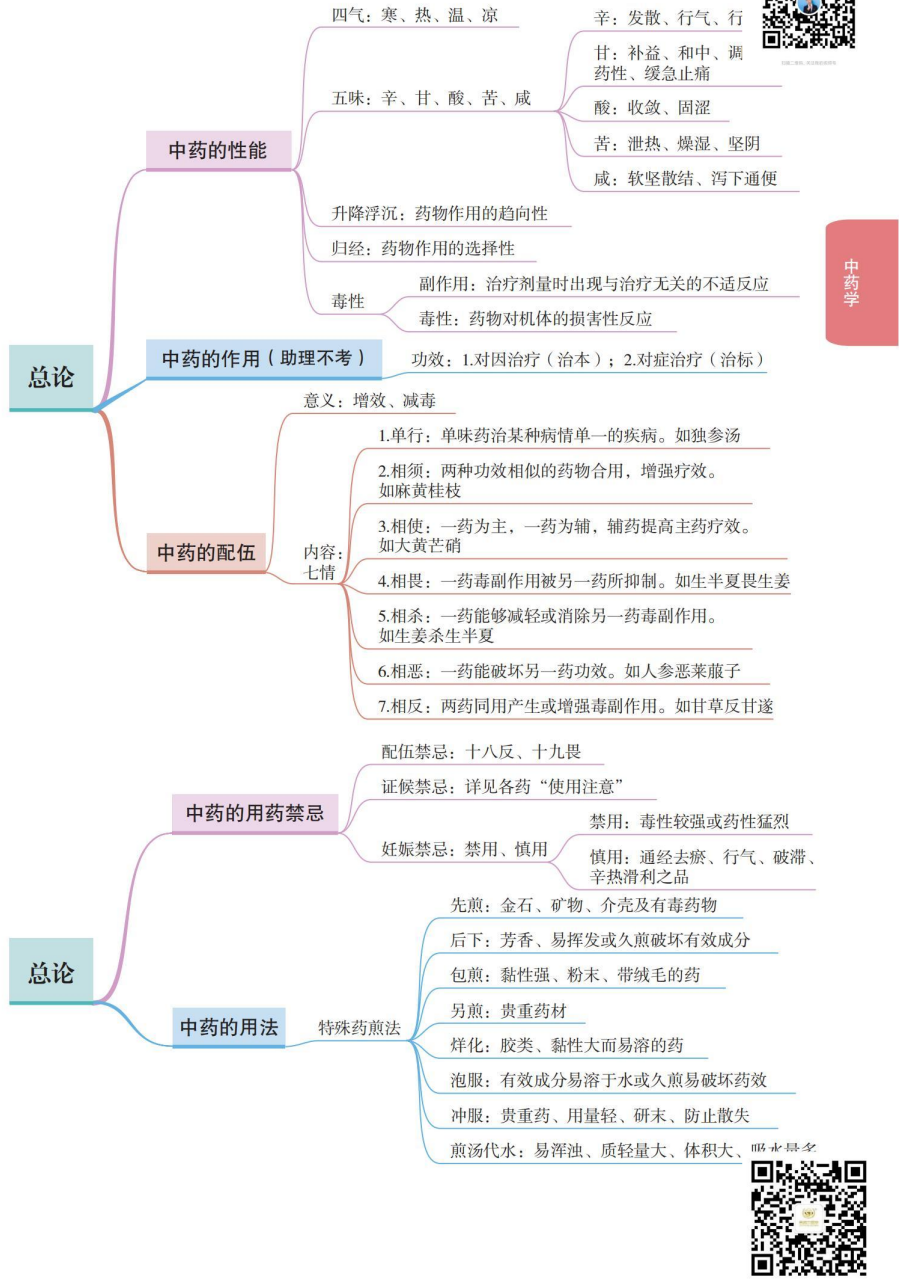 四气：寒、热、温、凉
五味：辛、甘、酸、苦、咸
辛：发散、行气、行
甘：补益、和中、调
药性、缓急止痛
酸：收敛、固涩
苦：泄热、燥湿、坚阴
咸：软坚散结、泻下通便
中药的性能
升降浮沉：药物作用的趋向性
归经：药物作用的选择性
毒性
副作用：治疗剂量时出现与治疗无关的不适反应
毒性：药物对机体的损害性反应
中药学
总论
中药的作用（助理不考）
功效：1.对因治疗（治本）；2.对症治疗（治标）
中药的配伍
意义：增效、减毒
内容：
七情
1.单行：单味药治某种病情单一的疾病。如独参汤
2.相须：两种功效相似的药物合用，增强疗效。
如麻黄桂枝
3.相使：一药为主，一药为辅，辅药提高主药疗效。
如大黄芒硝
4.相畏：一药毒副作用被另一药所抑制。如生半夏畏生姜
5.相杀：一药能够减轻或消除另一药毒副作用。
如生姜杀生半夏
6.相恶：一药能破坏另一药功效。如人参恶莱菔子
7.相反：两药同用产生或增强毒副作用。如甘草反甘遂
总论
中药的用药禁忌
配伍禁忌：十八反、十九畏
证候禁忌：详见各药“使用注意”
妊娠禁忌：禁用、慎用
禁用：毒性较强或药性猛烈
慎用：通经去瘀、行气、破滞、
辛热滑利之品
中药的用法
特殊药煎法
先煎：金石、矿物、介壳及有毒药物
后下：芳香、易挥发或久煎破坏有效成分
包煎：黏性强、粉末、带绒毛的药
另煎：贵重药材
烊化：胶类、黏性大而易溶的药
泡服：有效成分易溶于水或久煎易破坏药效
冲服：贵重药、用量轻、研末、防止散失
煎汤代水：易浑浊、质轻量大、体积大、吸水量多